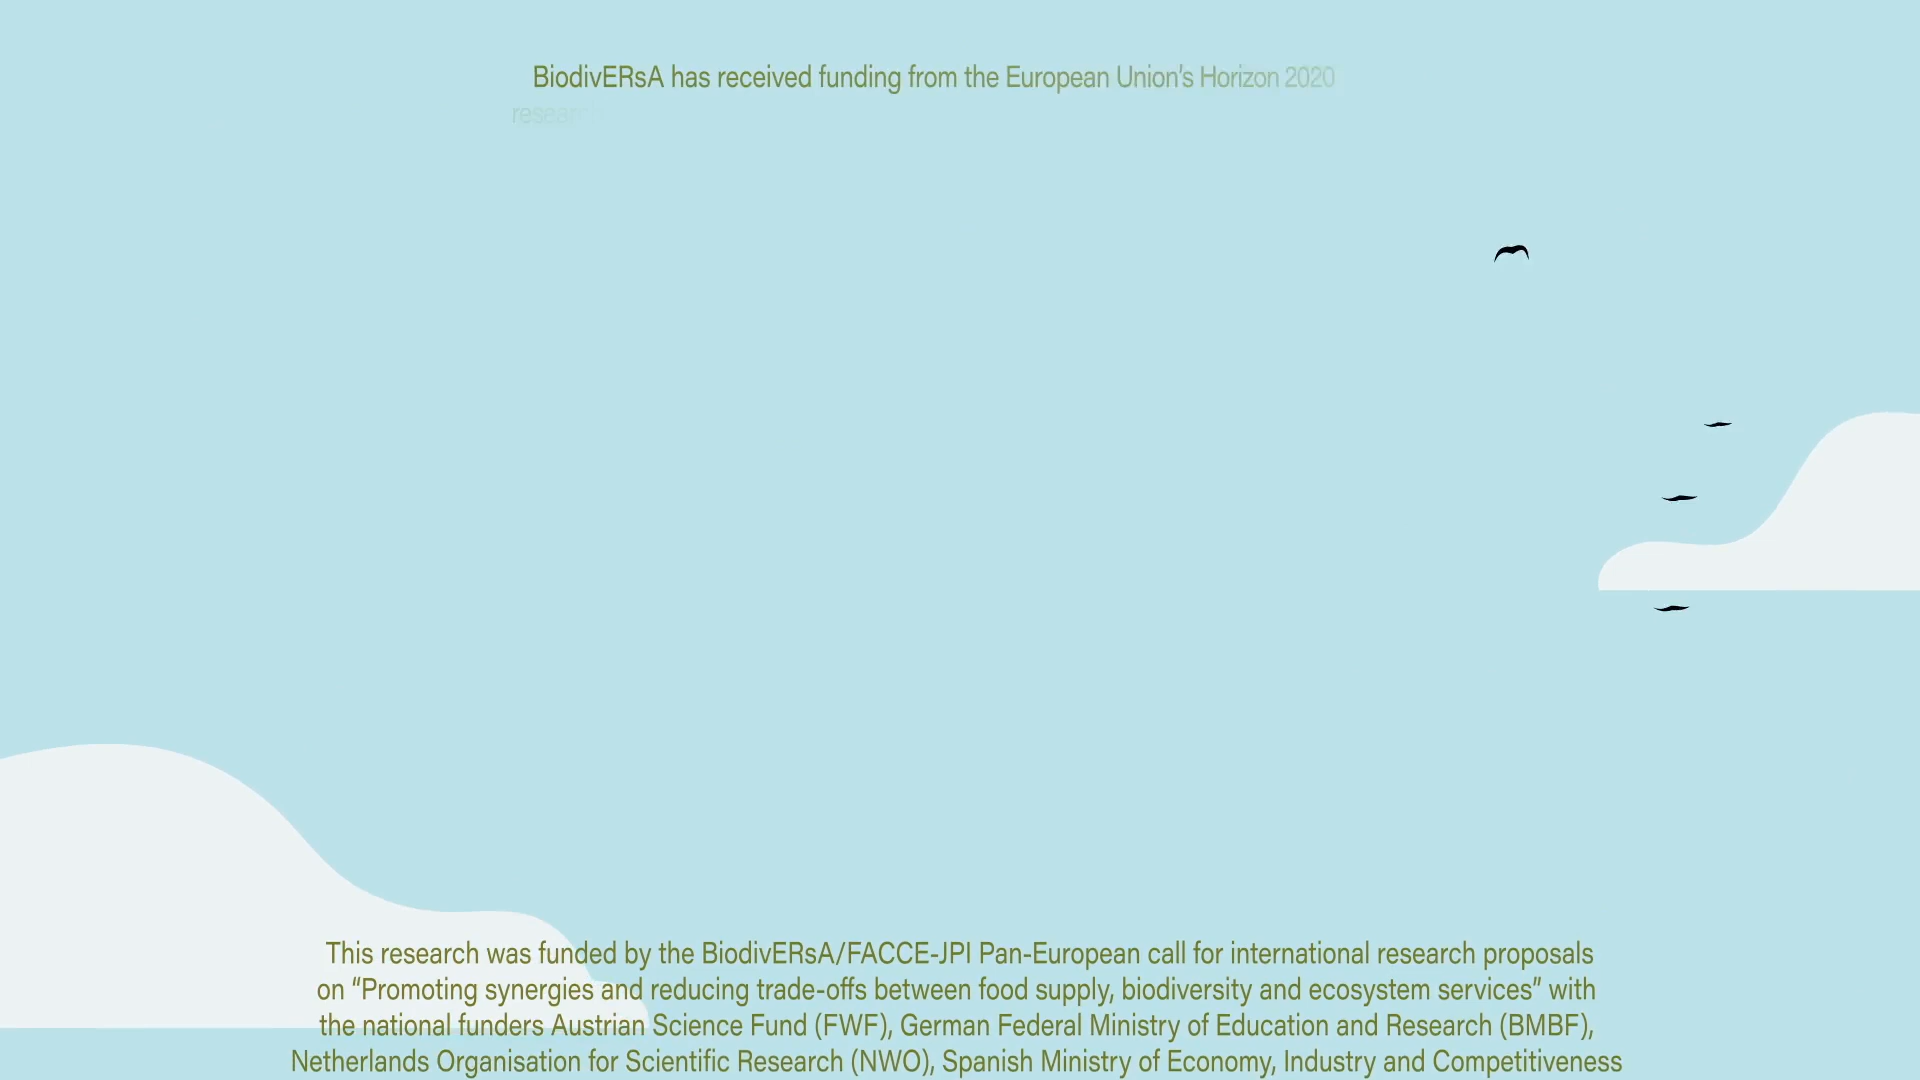 BiodivERsA has received funding from the European Union’s Horizon 2020
research
This research was funded by the BiodivERsA/FACCE-JPI Pan-European call for international research proposals
on “Promoting synergies and reducing trade-offs between food supply, biodiversity and ecosystem services” with
the national funders Austrian Science Fund (FWF), German Federal Ministry of Education and Research (BMBF),
Netherlands Organisation for Scientific Research (NWO), Spanish Ministry of Economy, Industry and Competitiveness